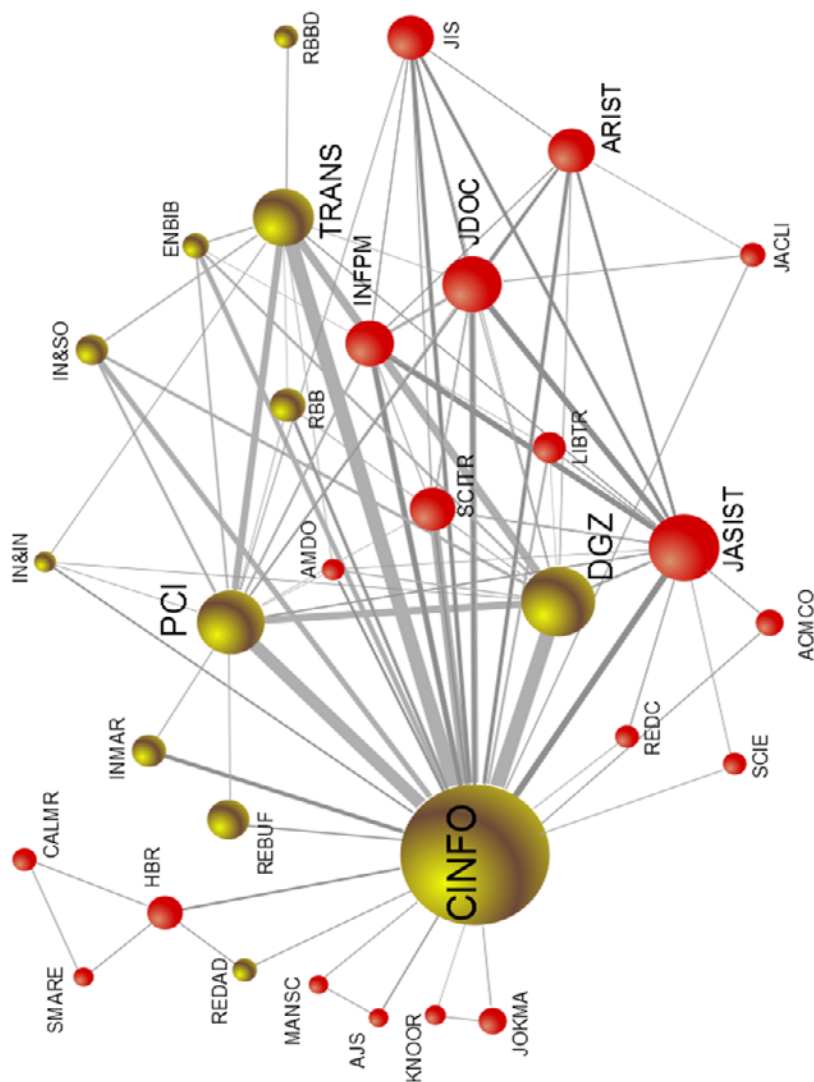 IN&IN
CALMR
SMARE
IN&SO
INMAR
HBR
ENBIB
PCI
REDAD
REBUF
MANSC
AMDO
RBBD
RBB
TRANS
AJS
INFPM
KNOOR
JIS
CINFO
SCITR
JDOC
JOKMA
LIBTR
DGZ
ARIST
REDC
JASIST
SCIE
JACLI
ACMCO